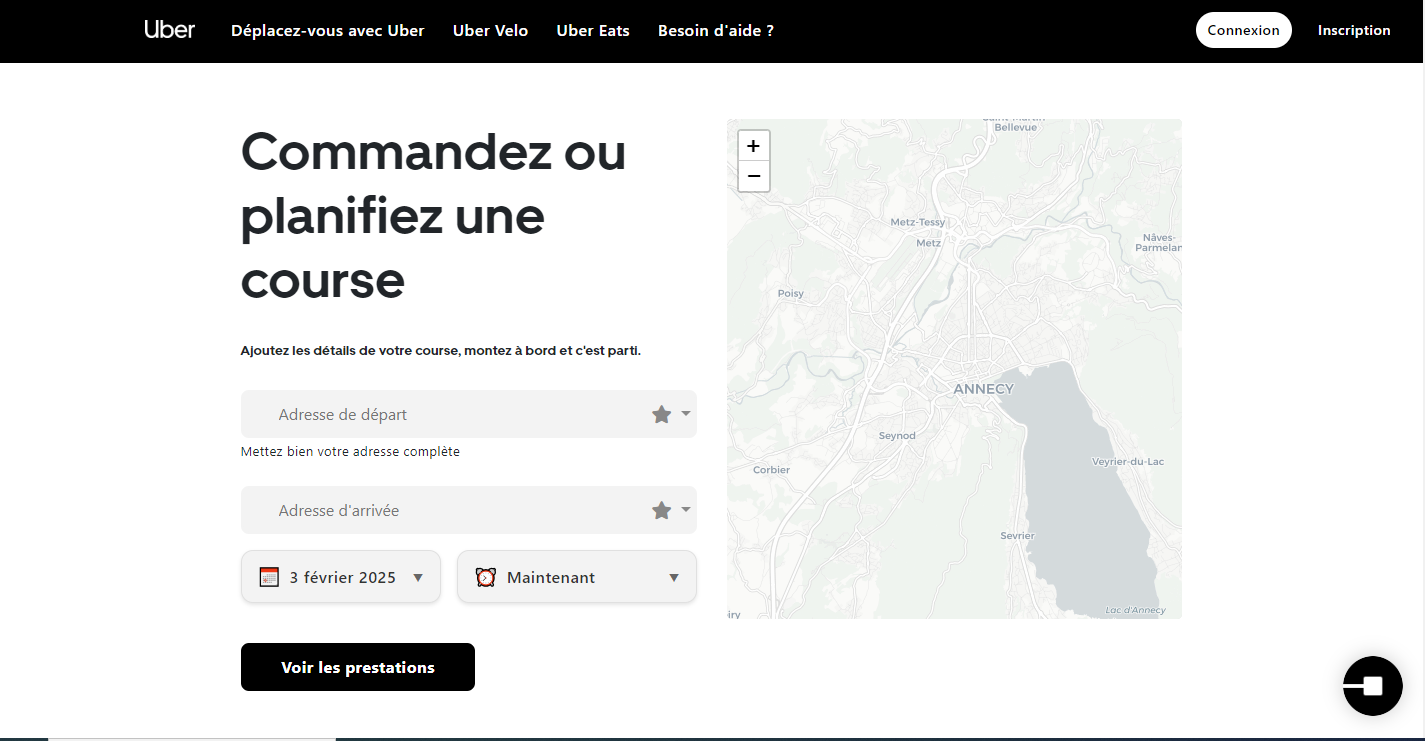 Uber
Déplacez-vous avec Uber
Uber Velo
Uber Eats
Besoin d'aide ?
Connexion
Inscription
Commandez ou
planifiez une
course
Ajoutez les détails de votre course, montez à bord et c'est parti.
Adresse de départ
Mettez bien votre adresse complète
Adresse d'arrivée
3 février 2025
Maintenant
Voir les prestations
+
−
Saint-Martin
Bellevue
Metz-Tessy
Metz
Nâves-
Parmelan
Poisy
ANNECY
Seynod
Corbier
Veyrier-du-Lac
Sevrier
Lac d'Annecy